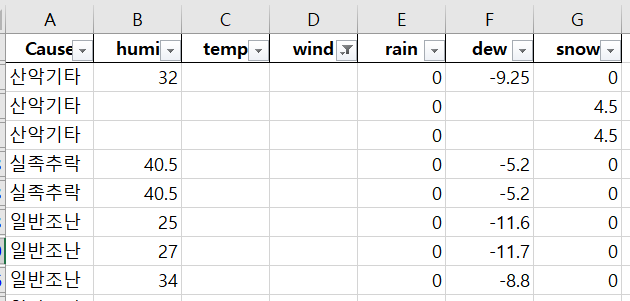 A B C D E F G
Cause humi temp wind rain dew snow
산악기타 32 0 -9.25 0
산악기타 0 4.5
산악기타 0 4.5
실족추락 40.5 0 -5.2 0
실족추락 40.5 0 -5.2 0
일반조난 25 0 -11.6 0
일반조난 27 0 -11.7 0
일반조난 34 0 -8.8 0